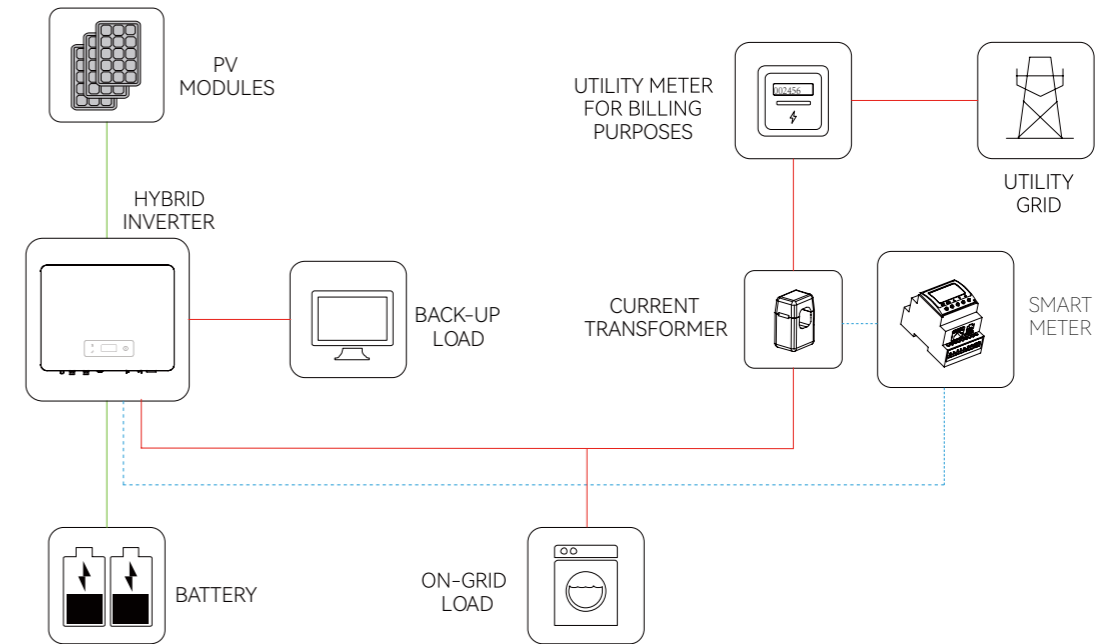 PV
MODULES
UTILITY METER
FOR BILLING
PURPOSES
002456
UTILITY
GRID
HYBRID
INVERTER
BACK-UP
LOAD
CURRENT
TRANSFORMER
SMART
METER
BATTERY
ON-GRID
LOAD